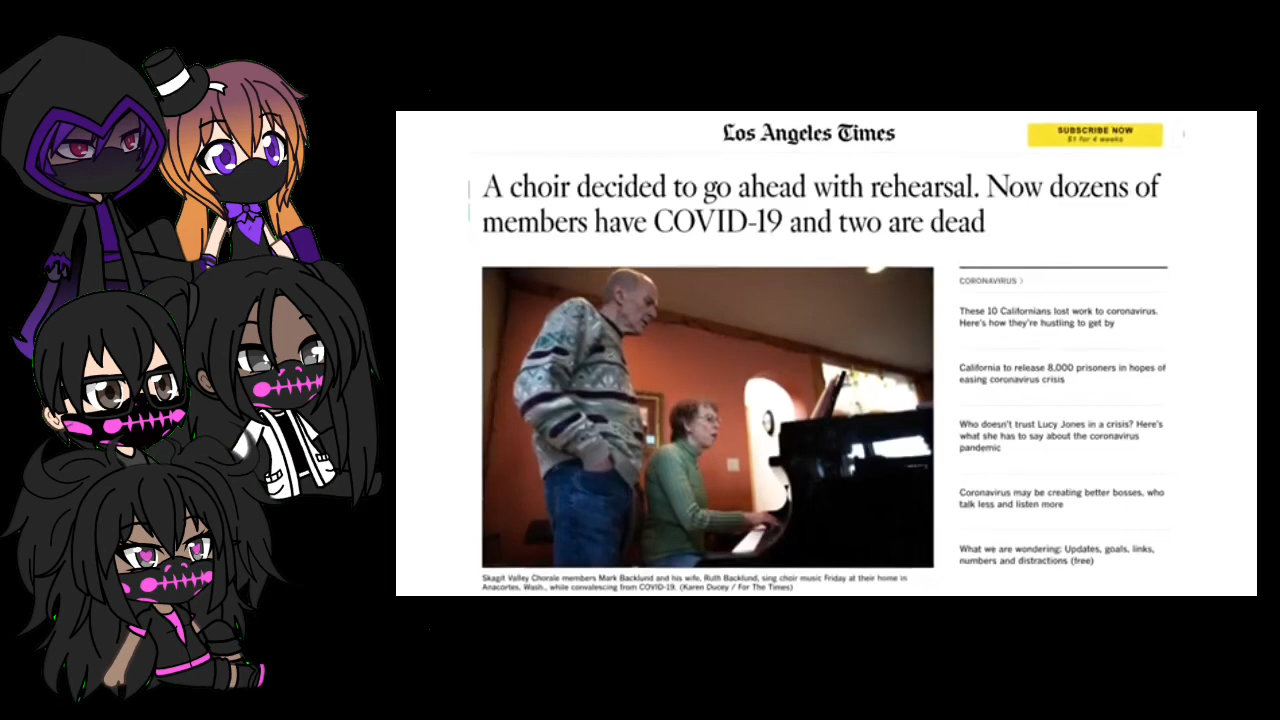 Los Angeles Times
SUBSCRIBE NOW
$1 for 4 weeks
A choir decided to go ahead with rehearsal. Now dozens of
members have COVID-19 and two are dead
Skagit Valley Chorale members Mark Backlund and his wife, Ruth Backlund, sing choir music Friday at their home in
Anacortes, Wash., while convalescing from COVID-19. (Karen Ducey / For The Times)
CORONAVIRUS >
These 10 Californians lost work to coronavirus.
Here's how they're hustling to get by
California to release 8,000 prisoners in hopes of
easing coronavirus crisis
Who doesn't trust Lucy Jones in a crisis? Here's
what she has to say about the coronavirus
pandemic
Coronavirus may be creating better bosses, who
talk less and listen more
What we are wondering: Updates, goals, links,
numbers and distractions (free)